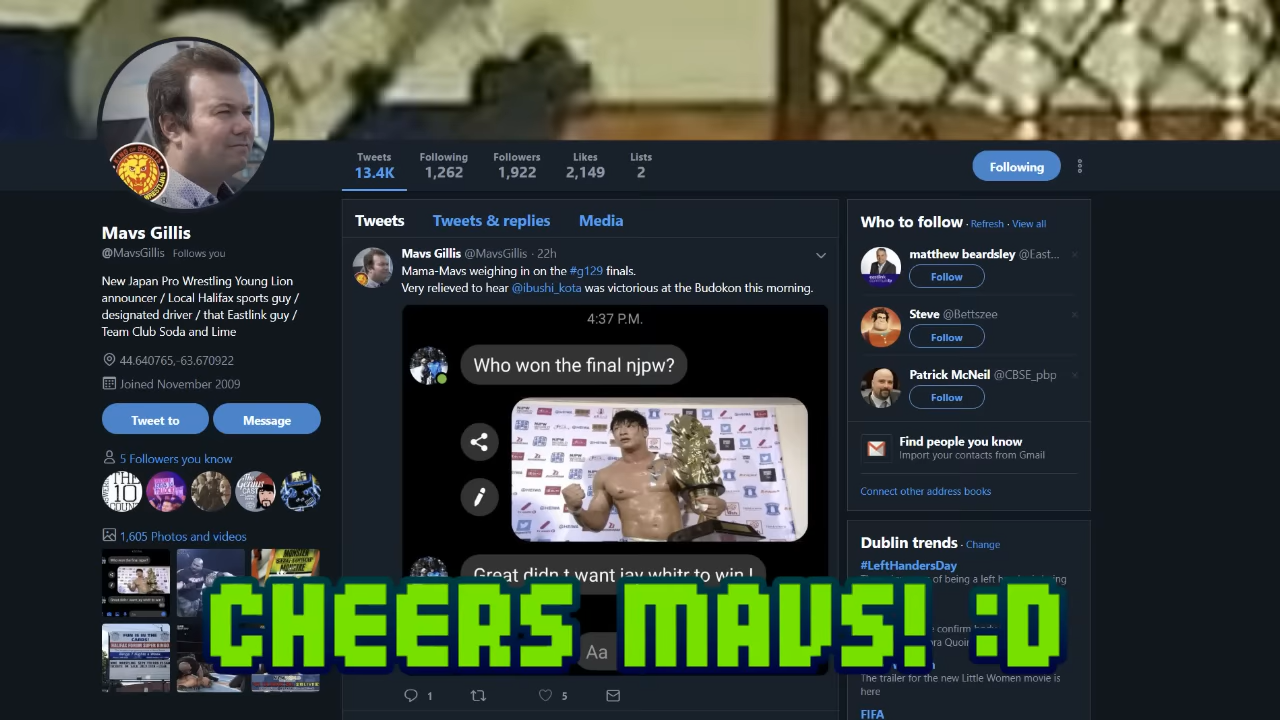 Tweets
13.4K
Following
1,262
Followers
1,922
Likes
2,149
Lists
2
Following
Mavs Gillis
@MavsGillis Follows you
New Japan Pro Wrestling Young Lion
announcer / Local Halifax sports guy /
designated driver / that Eastlink guy /
Team Club Soda and Lime
44.640765,-63.670922
Joined November 2009
Tweet to
Message
5 Followers you know
1,605 Photos and videos
Tweets
Tweets & replies
Media
Mavs Gillis @MavsGillis · 22h
Mama-Mavs weighing in on the #g129 finals.
Very relieved to hear @ibushi_kota was victorious at the Budokon this morning.
4:37 P.M.
Who won the final njpw?
Great didn t want jay whitr to win !
Aa
1
5
CHEERS MAVS! :D
Who to follow · Refresh · View all
matthew beardsley @East...
Follow
Steve @Bettszee
Follow
Patrick McNeil @CBSE_pbp
Follow
Find people you know
Import your contacts from Gmail
Connect other address books
Dublin trends · Change
#LeftHandersDay
of being a left
The trailer for the new Little Women movie is
here
FIFA